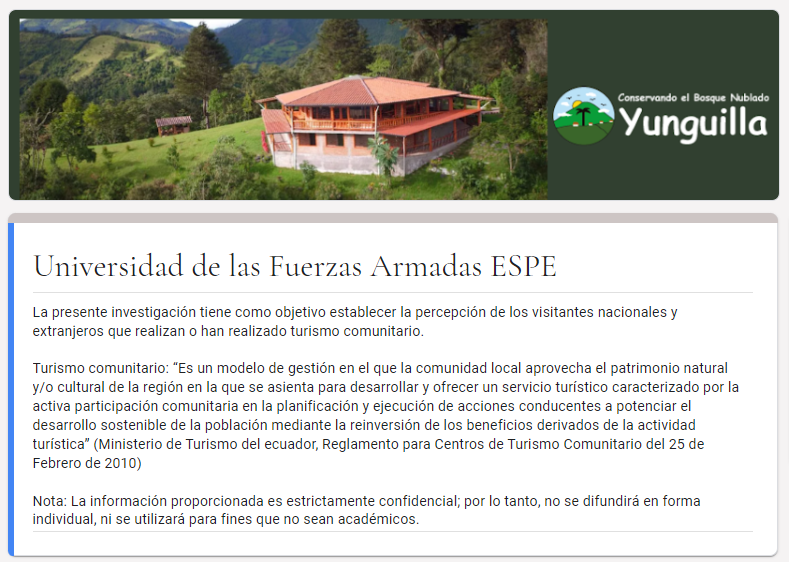 Conservando el Bosque Nublado
Yunguilla
Universidad de las Fuerzas Armadas ESPE
La presente investigación tiene como objetivo establecer la percepción de los visitantes nacionales y
extranjeros que realizan o han realizado turismo comunitario.
Turismo comunitario: “Es un modelo de gestión en el que la comunidad local aprovecha el patrimonio natural
y/o cultural de la región en la que se asienta para desarrollar y ofrecer un servicio turístico caracterizado por la
activa participación comunitaria en la planificación y ejecución de acciones conducentes a potenciar el
desarrollo sostenible de la población mediante la reinversión de los beneficios derivados de la actividad
turística” (Ministerio de Turismo del ecuador, Reglamento para Centros de Turismo Comunitario del 25 de
Febrero de 2010)
Nota: La información proporcionada es estrictamente confidencial; por lo tanto, no se difundirá en forma
individual, ni se utilizará para fines que no sean académicos.